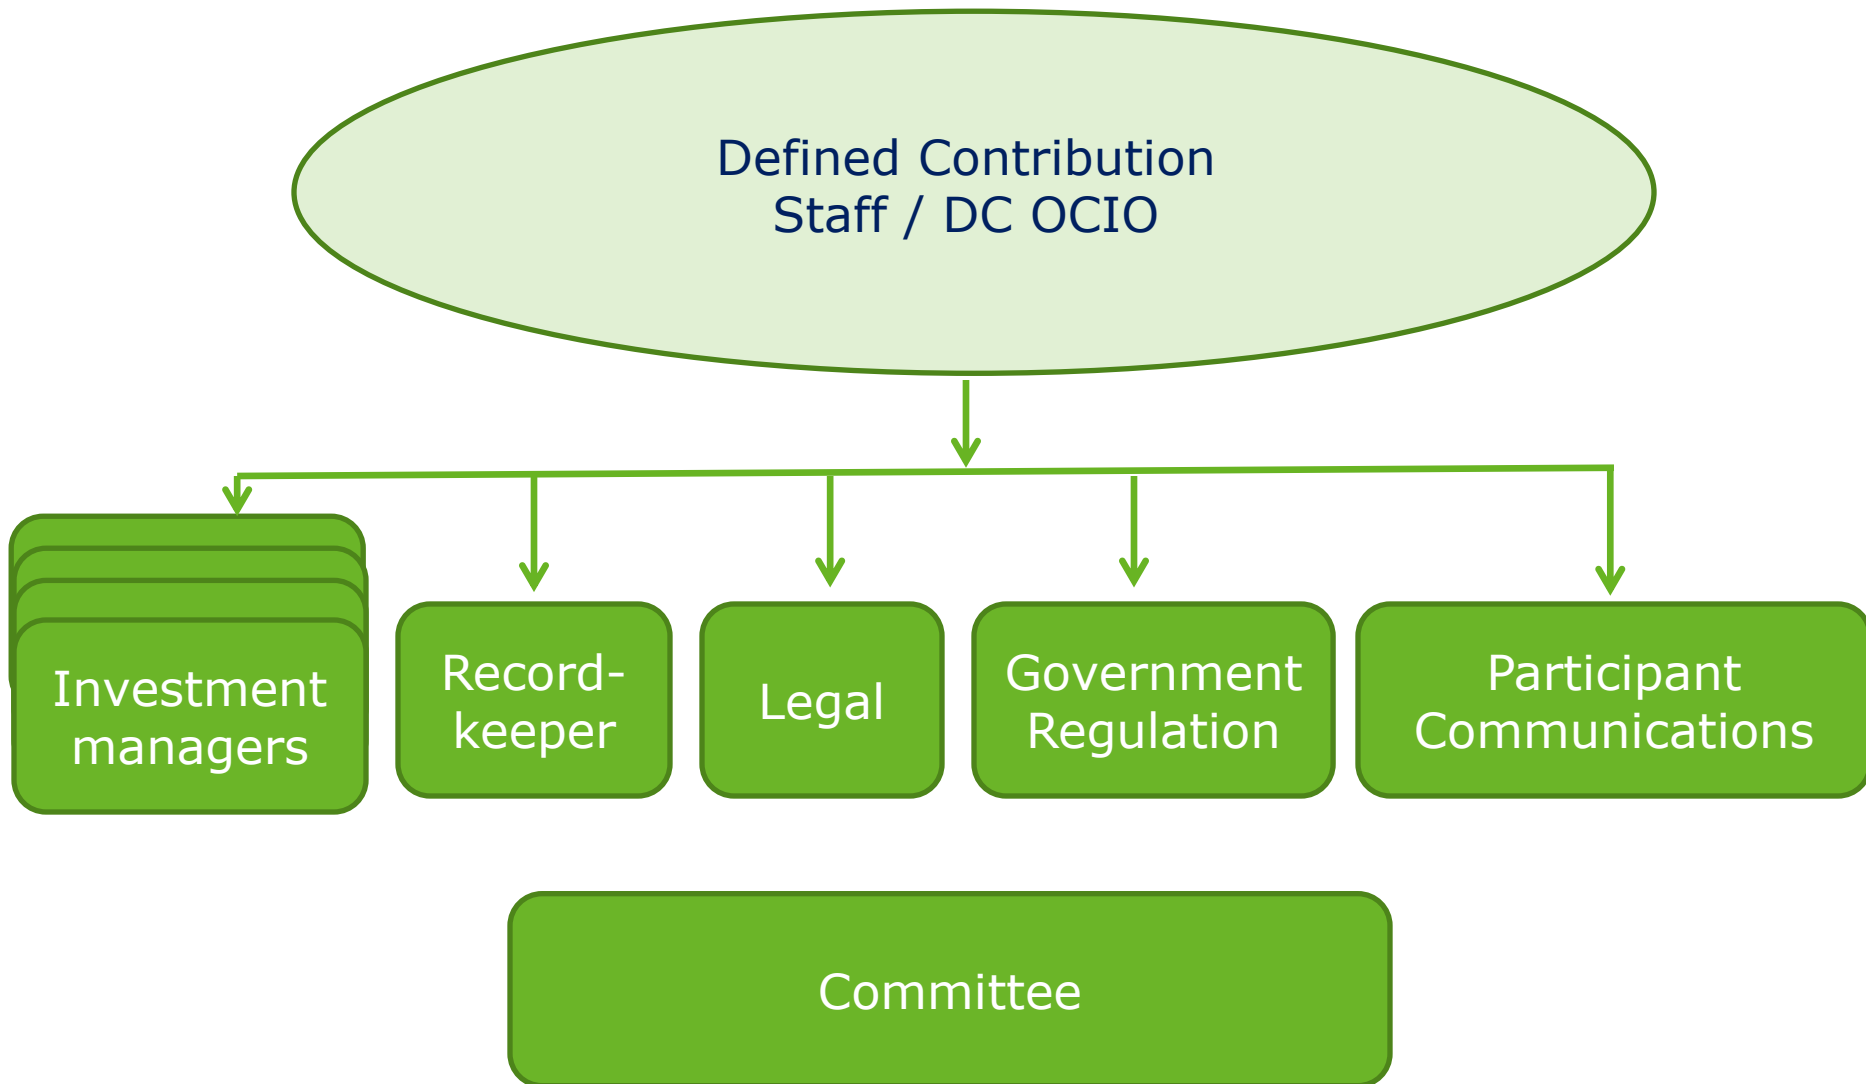 Defined Contribution
Staff / DC OCIO
Investment
managers
Record-
keeper
Legal
Government
Regulation
Participant
Communications
Committee